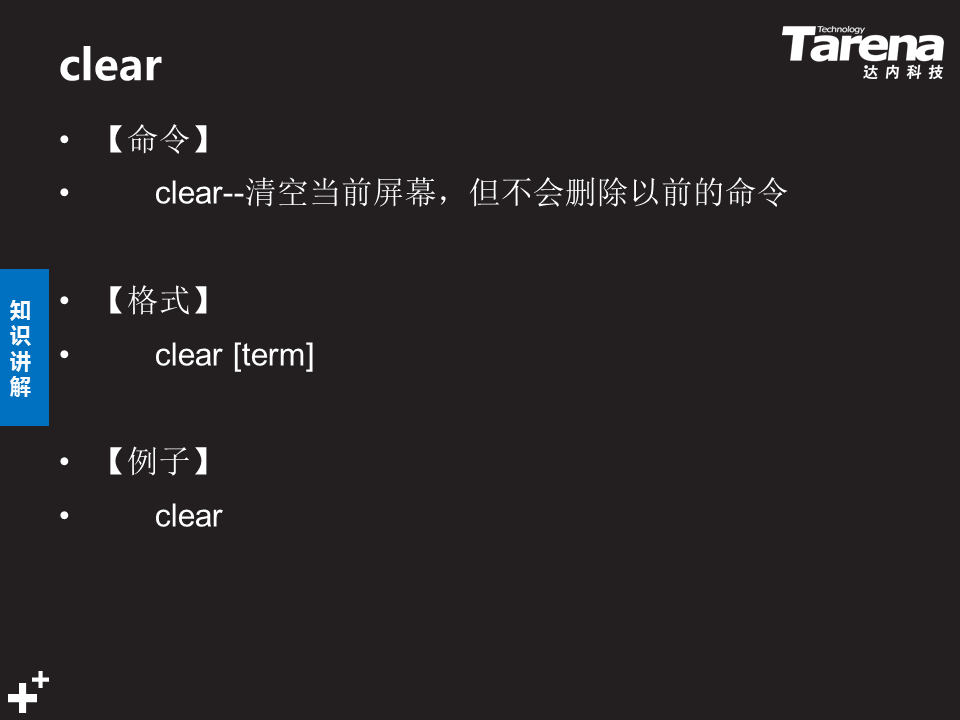 clear
Technology
Tarena
达内科技
• 【命令】
• clear--清空当前屏幕，但不会删除以前的命令
• 【格式】
• clear [term]
• 【例子】
• clear
知识讲解